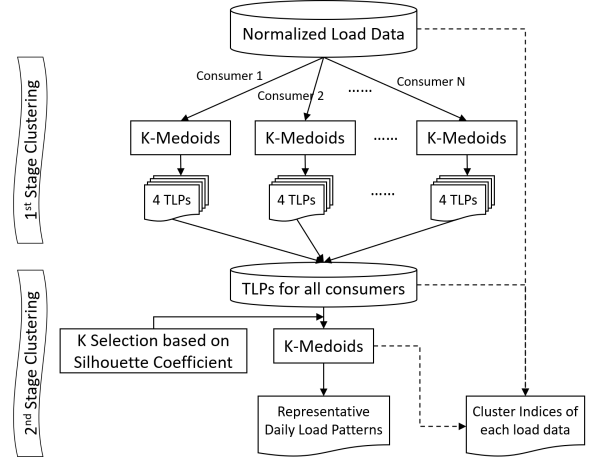 Normalized Load Data
Consumer 1
Consumer 2
......
Consumer N
1st Stage Clustering
K-Medoids
K-Medoids
......
K-Medoids
4 TLPs
4 TLPs
......
4 TLPs
TLPs for all consumers
2nd Stage Clustering
K Selection based on
Silhouette Coefficient
K-Medoids
Representative
Daily Load Patterns
Cluster Indices of
each load data